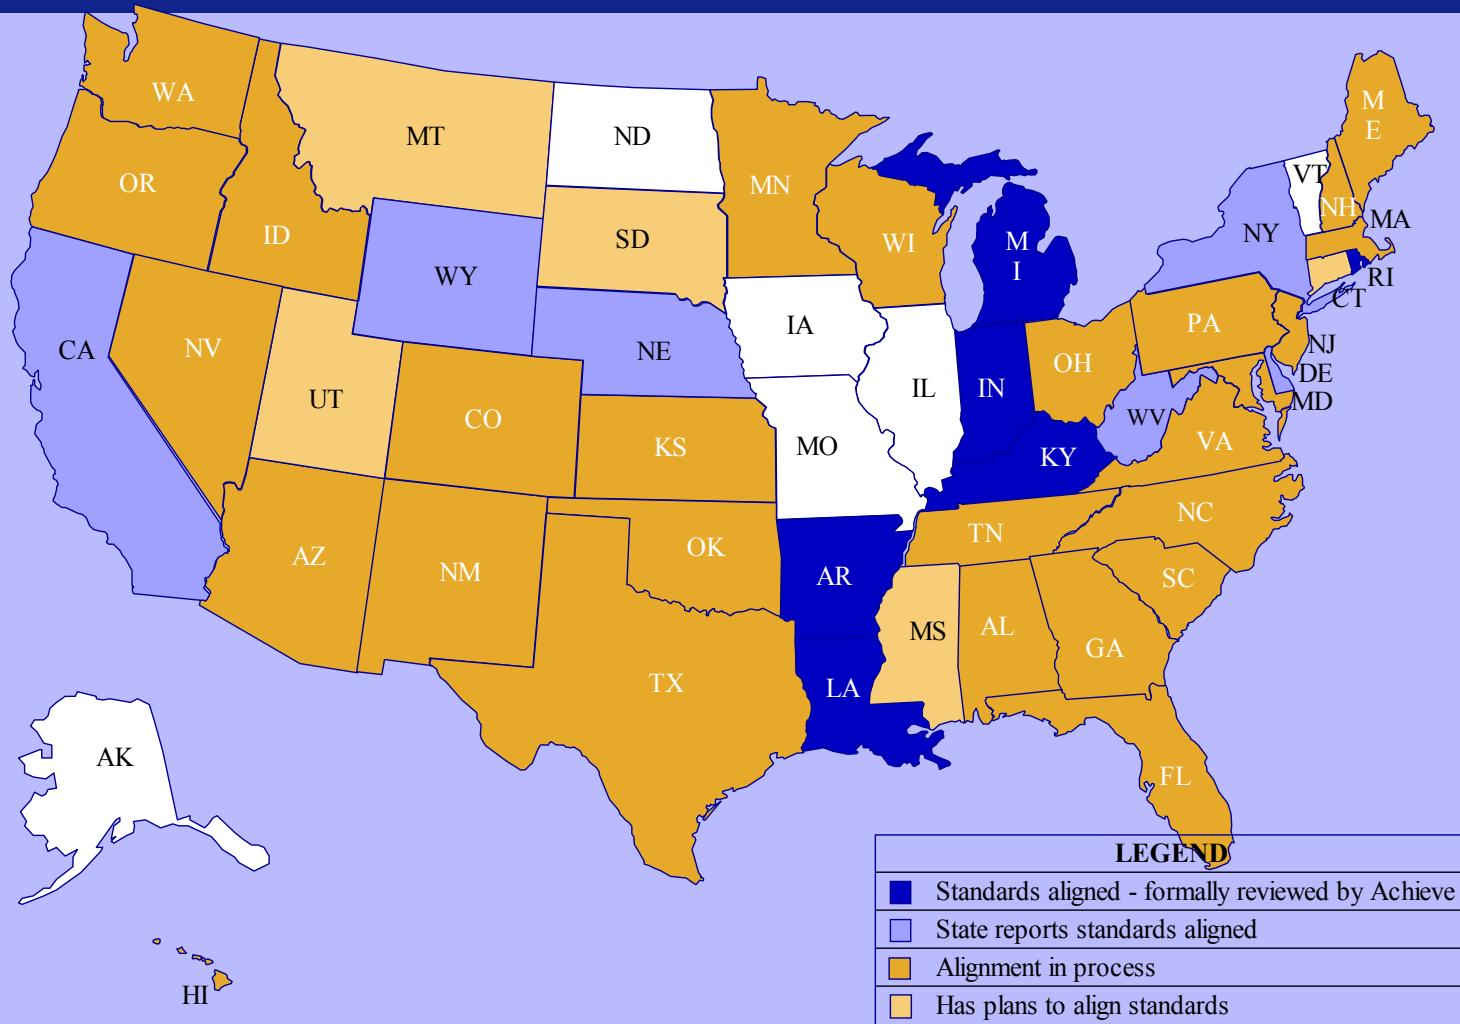 WA
MT
ND
M
E
OR
MN
VT
ID
SD
WI
M
I
NH
MA
NY
WY
RI
CT
CA
NV
NE
IA
PA
NJ
UT
CO
IL
IN
OH
DE
MD
KS
MO
KY
WV
VA
AZ
NM
OK
AR
TN
NC
SC
MS
AL
GA
TX
LA
AK
FL
HI
LEGEND
Standards aligned - formally reviewed by Achieve
State reports standards aligned
Alignment in process
Has plans to align standards